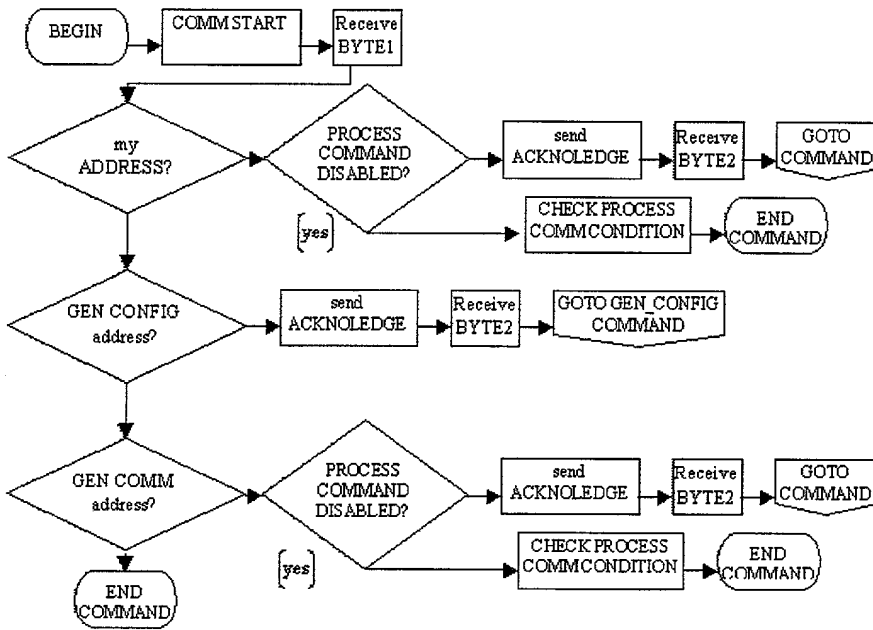 BEGIN
COMM START
Receive
BYTE1
my
ADDRESS?
PROCESS
COMMAND
DISABLED?
send
ACKNOLEDGE
Receive
BYTE2
GOTO
COMMAND
[yes]
CHECK PROCESS
COMM CONDITION
END
COMMAND
GEN CONFIG
address?
send
ACKNOLEDGE
Receive
BYTE2
GOTO GEN_CONFIG
COMMAND
GEN COMM
address?
PROCESS
COMMAND
DISABLED?
send
ACKNOLEDGE
Receive
BYTE2
GOTO
COMMAND
[yes]
CHECK PROCESS
COMM CONDITION
END
COMMAND
END
COMMAND